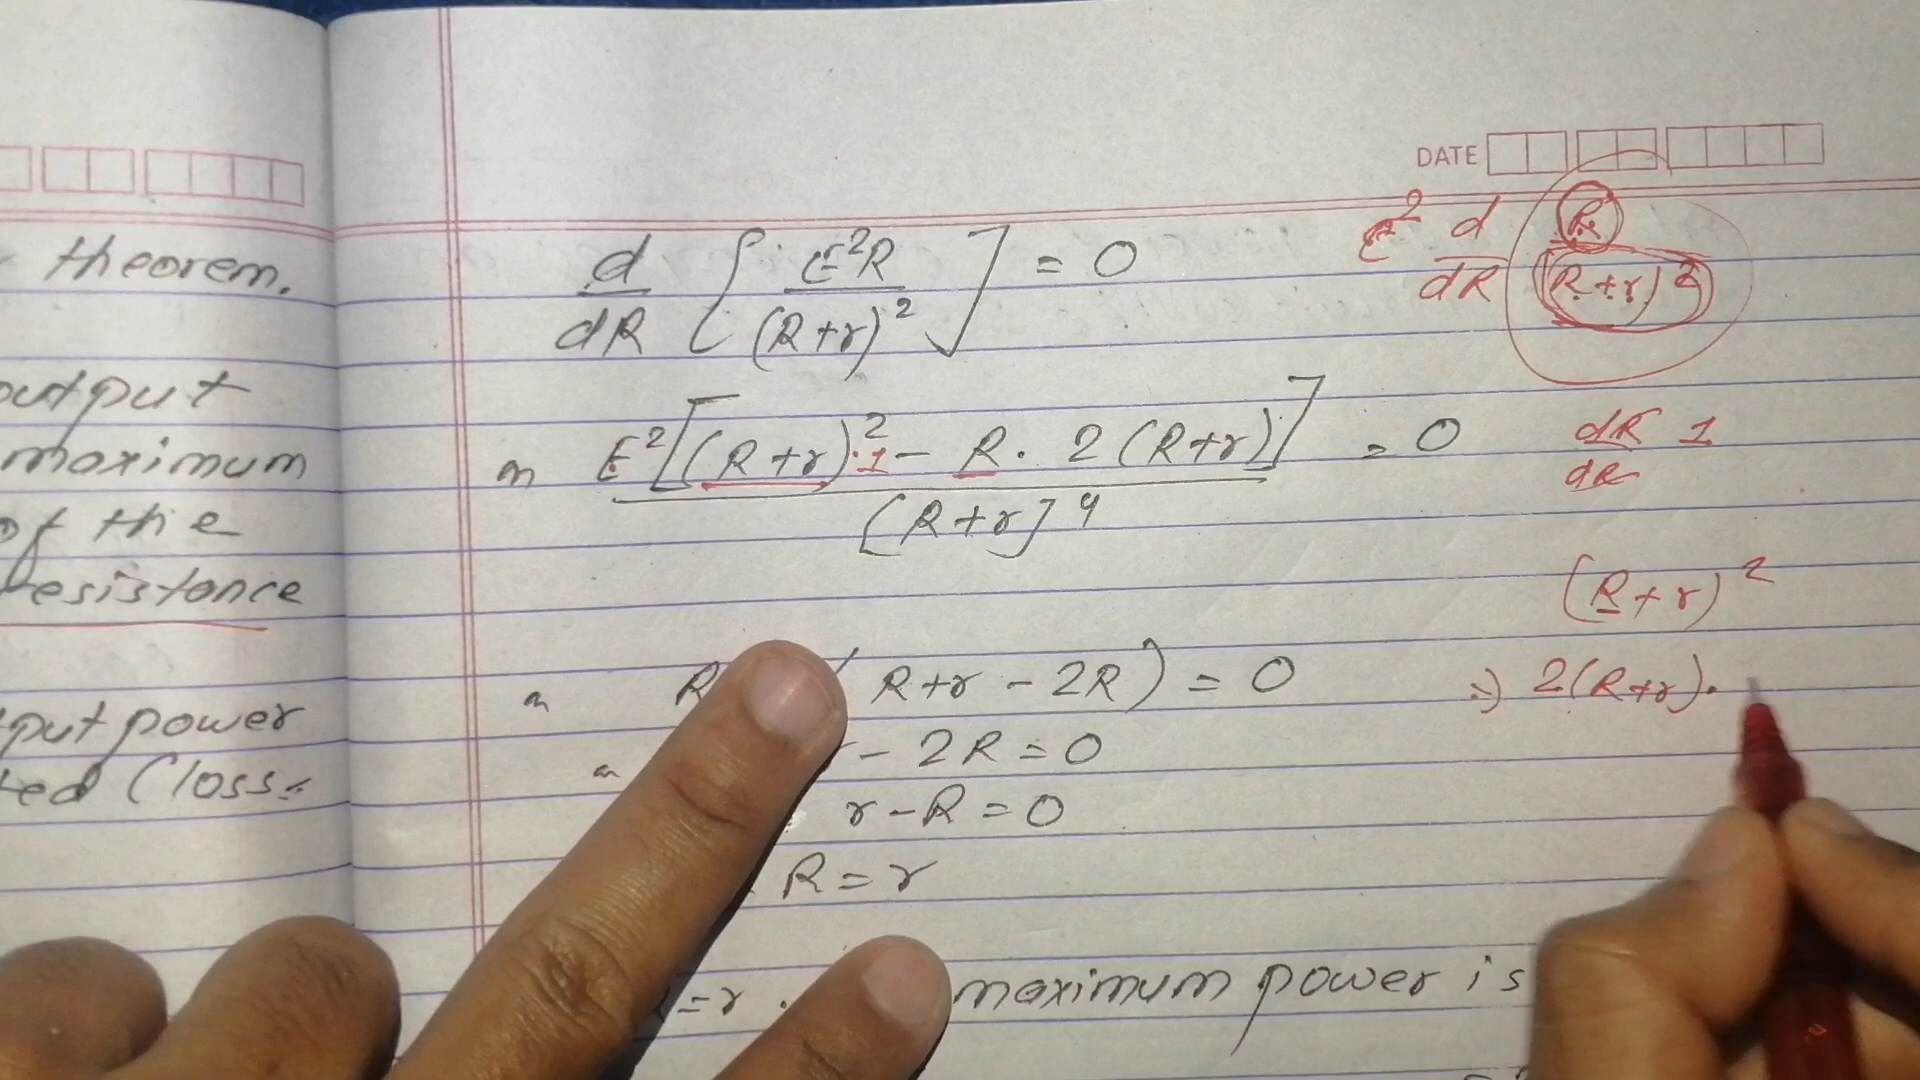 theorem.
output
maximum
of the
resistance
put power
ted (loss
DATE
d/dR [ E²R / (R+r)² ] = 0
E² d/dR R / (R+r)²
E² [ (R+r)².1 - R. 2(R+r) ] / [R+r]⁴ = 0
dR/dR 1
(R+r)²
R ( R+r - 2R ) = 0
⇒ 2(R+r).
- 2R = 0
r - R = 0
R = r
=r. maximum power is